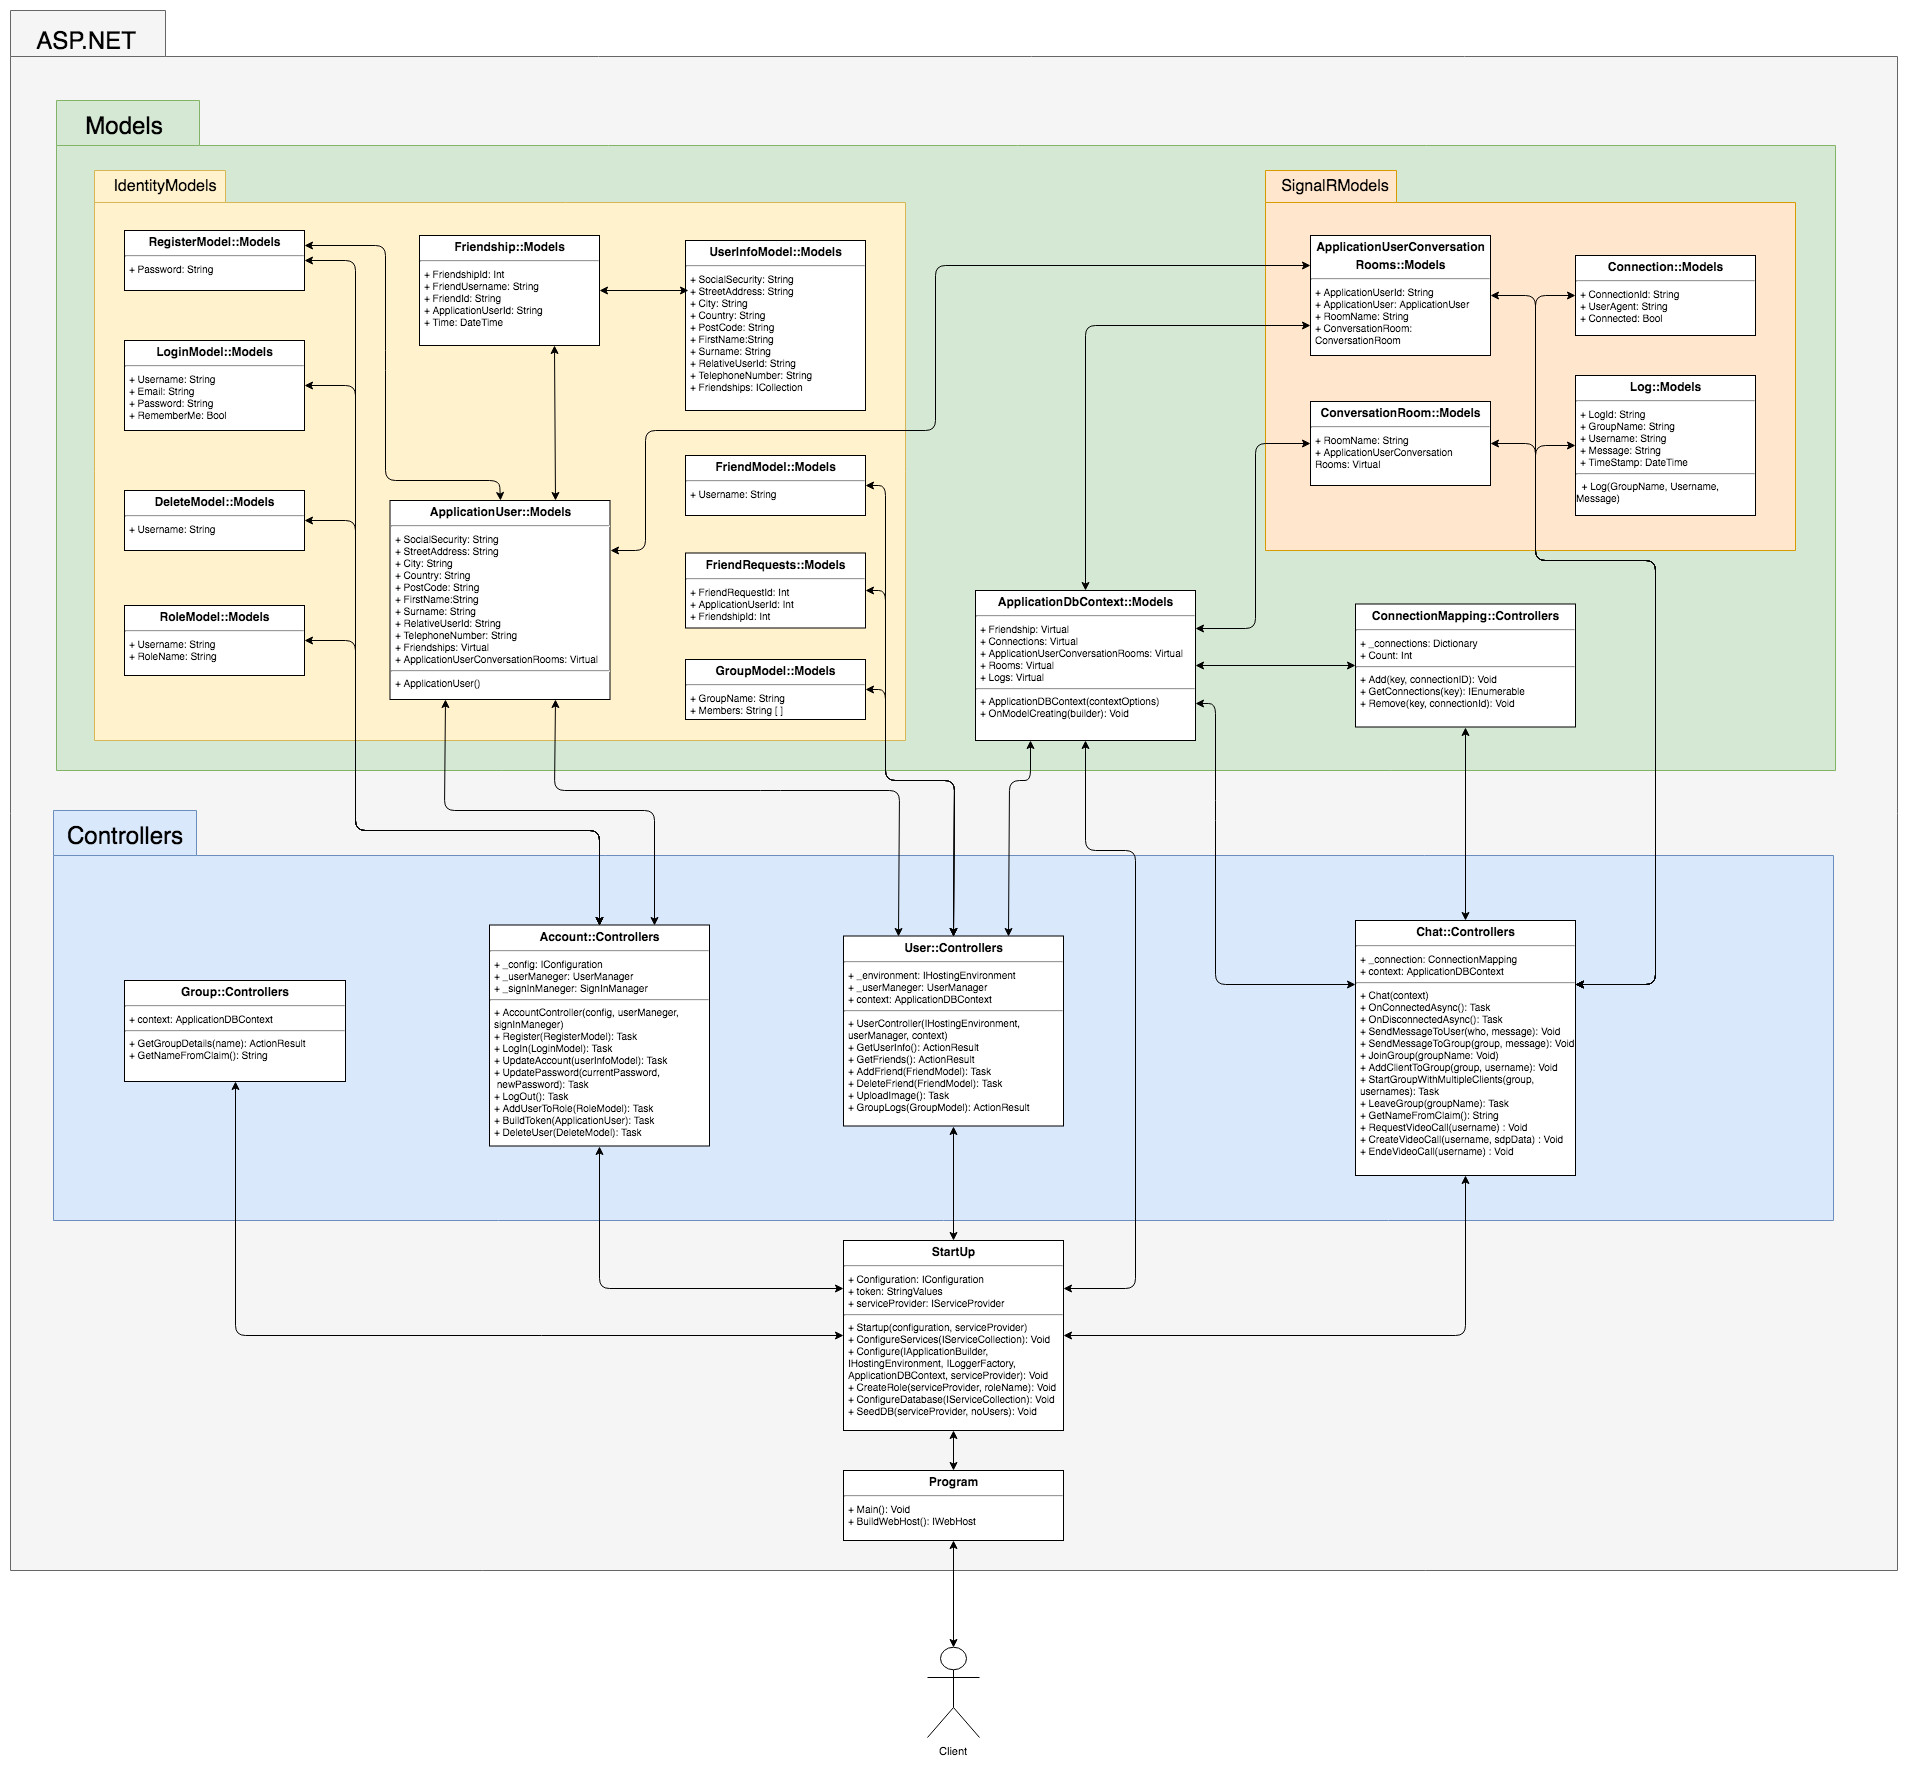 ASP.NET
Models
IdentityModels
RegisterModel::Models
+ Password: String
LoginModel::Models
+ Username: String
+ Email: String
+ Password: String
+ RememberMe: Bool
DeleteModel::Models
+ Username: String
RoleModel::Models
+ Username: String
+ RoleName: String
Friendship::Models
+ FriendshipId: Int
+ FriendUsername: String
+ FriendId: String
+ ApplicationUserId: String
+ Time: DateTime
UserInfoModel::Models
+ SocialSecurity: String
+ StreetAddress: String
+ City: String
+ Country: String
+ PostCode: String
+ FirstName:String
+ Surname: String
+ RelativeUserId: String
+ TelephoneNumber: String
+ Friendships: ICollection
ApplicationUser::Models
+ SocialSecurity: String
+ StreetAddress: String
+ City: String
+ Country: String
+ PostCode: String
+ FirstName:String
+ Surname: String
+ RelativeUserId: String
+ TelephoneNumber: String
+ Friendships: Virtual
+ ApplicationUserConversationRooms: Virtual
+ ApplicationUser()
FriendModel::Models
+ Username: String
FriendRequests::Models
+ FriendRequestId: Int
+ ApplicationUserId: Int
+ FriendshipId: Int
GroupModel::Models
+ GroupName: String
+ Members: String [ ]
SignalRModels
ApplicationUserConversation
Rooms::Models
+ ApplicationUserId: String
+ ApplicationUser: ApplicationUser
+ RoomName: String
+ ConversationRoom:
ConversationRoom
Connection::Models
+ ConnectionId: String
+ UserAgent: String
+ Connected: Bool
ConversationRoom::Models
+ RoomName: String
+ ApplicationUserConversation
Rooms: Virtual
Log::Models
+ LogId: String
+ GroupName: String
+ Username: String
+ Message: String
+ TimeStamp: DateTime
+ Log(GroupName, Username,
Message)
ApplicationDbContext::Models
+ Friendship: Virtual
+ Connections: Virtual
+ ApplicationUserConversationRooms: Virtual
+ Rooms: Virtual
+ Logs: Virtual
+ ApplicationDBContext(contextOptions)
+ OnModelCreating(builder): Void
ConnectionMapping::Controllers
+ _connections: Dictionary
+ Count: Int
+ Add(key, connectionID): Void
+ GetConnections(key): IEnumerable
+ Remove(key, connectionId): Void
Controllers
Group::Controllers
+ context: ApplicationDBContext
+ GetGroupDetails(name): ActionResult
+ GetNameFromClaim(): String
Account::Controllers
+ _config: IConfiguration
+ _userManeger: UserManager
+ _signInManeger: SignInManager
+ AccountController(config, userManeger,
signInManeger)
+ Register(RegisterModel): Task
+ LogIn(LoginModel): Task
+ UpdateAccount(userInfoModel): Task
+ UpdatePassword(currentPassword,
newPassword): Task
+ LogOut(): Task
+ AddUserToRole(RoleModel): Task
+ BuildToken(ApplicationUser): Task
+ DeleteUser(DeleteModel): Task
User::Controllers
+ _environment: IHostingEnvironment
+ _userManeger: UserManager
+ context: ApplicationDBContext
+ UserController(IHostingEnvironment,
userManager, context)
+ GetUserInfo(): ActionResult
+ GetFriends(): ActionResult
+ AddFriend(FriendModel): Task
+ DeleteFriend(FriendModel): Task
+ UploadImage(): Task
+ GroupLogs(GroupModel): ActionResult
Chat::Controllers
+ _connection: ConnectionMapping
+ context: ApplicationDBContext
+ Chat(context)
+ OnConnectedAsync(): Task
+ OnDisconnectedAsync(): Task
+ SendMessageToUser(who, message): Void
+ SendMessageToGroup(group, message): Void
+ JoinGroup(groupName: Void)
+ AddClientToGroup(group, username): Void
+ StartGroupWithMultipleClients(group,
usernames): Task
+ LeaveGroup(groupName): Task
+ GetNameFromClaim(): String
+ RequestVideoCall(username) : Void
+ CreateVideoCall(username, sdpData) : Void
+ EndeVideoCall(username) : Void
StartUp
+ Configuration: IConfiguration
+ token: StringValues
+ serviceProvider: IServiceProvider
+ Startup(configuration, serviceProvider)
+ ConfigureServices(IServiceCollection): Void
+ Configure(IApplicationBuilder,
IHostingEnvironment, ILoggerFactory,
ApplicationDBContext, serviceProvider): Void
+ CreateRole(serviceProvider, roleName): Void
+ ConfigureDatabase(IServiceCollection): Void
+ SeedDB(serviceProvider, noUsers): Void
Program
+ Main(): Void
+ BuildWebHost(): IWebHost
Client